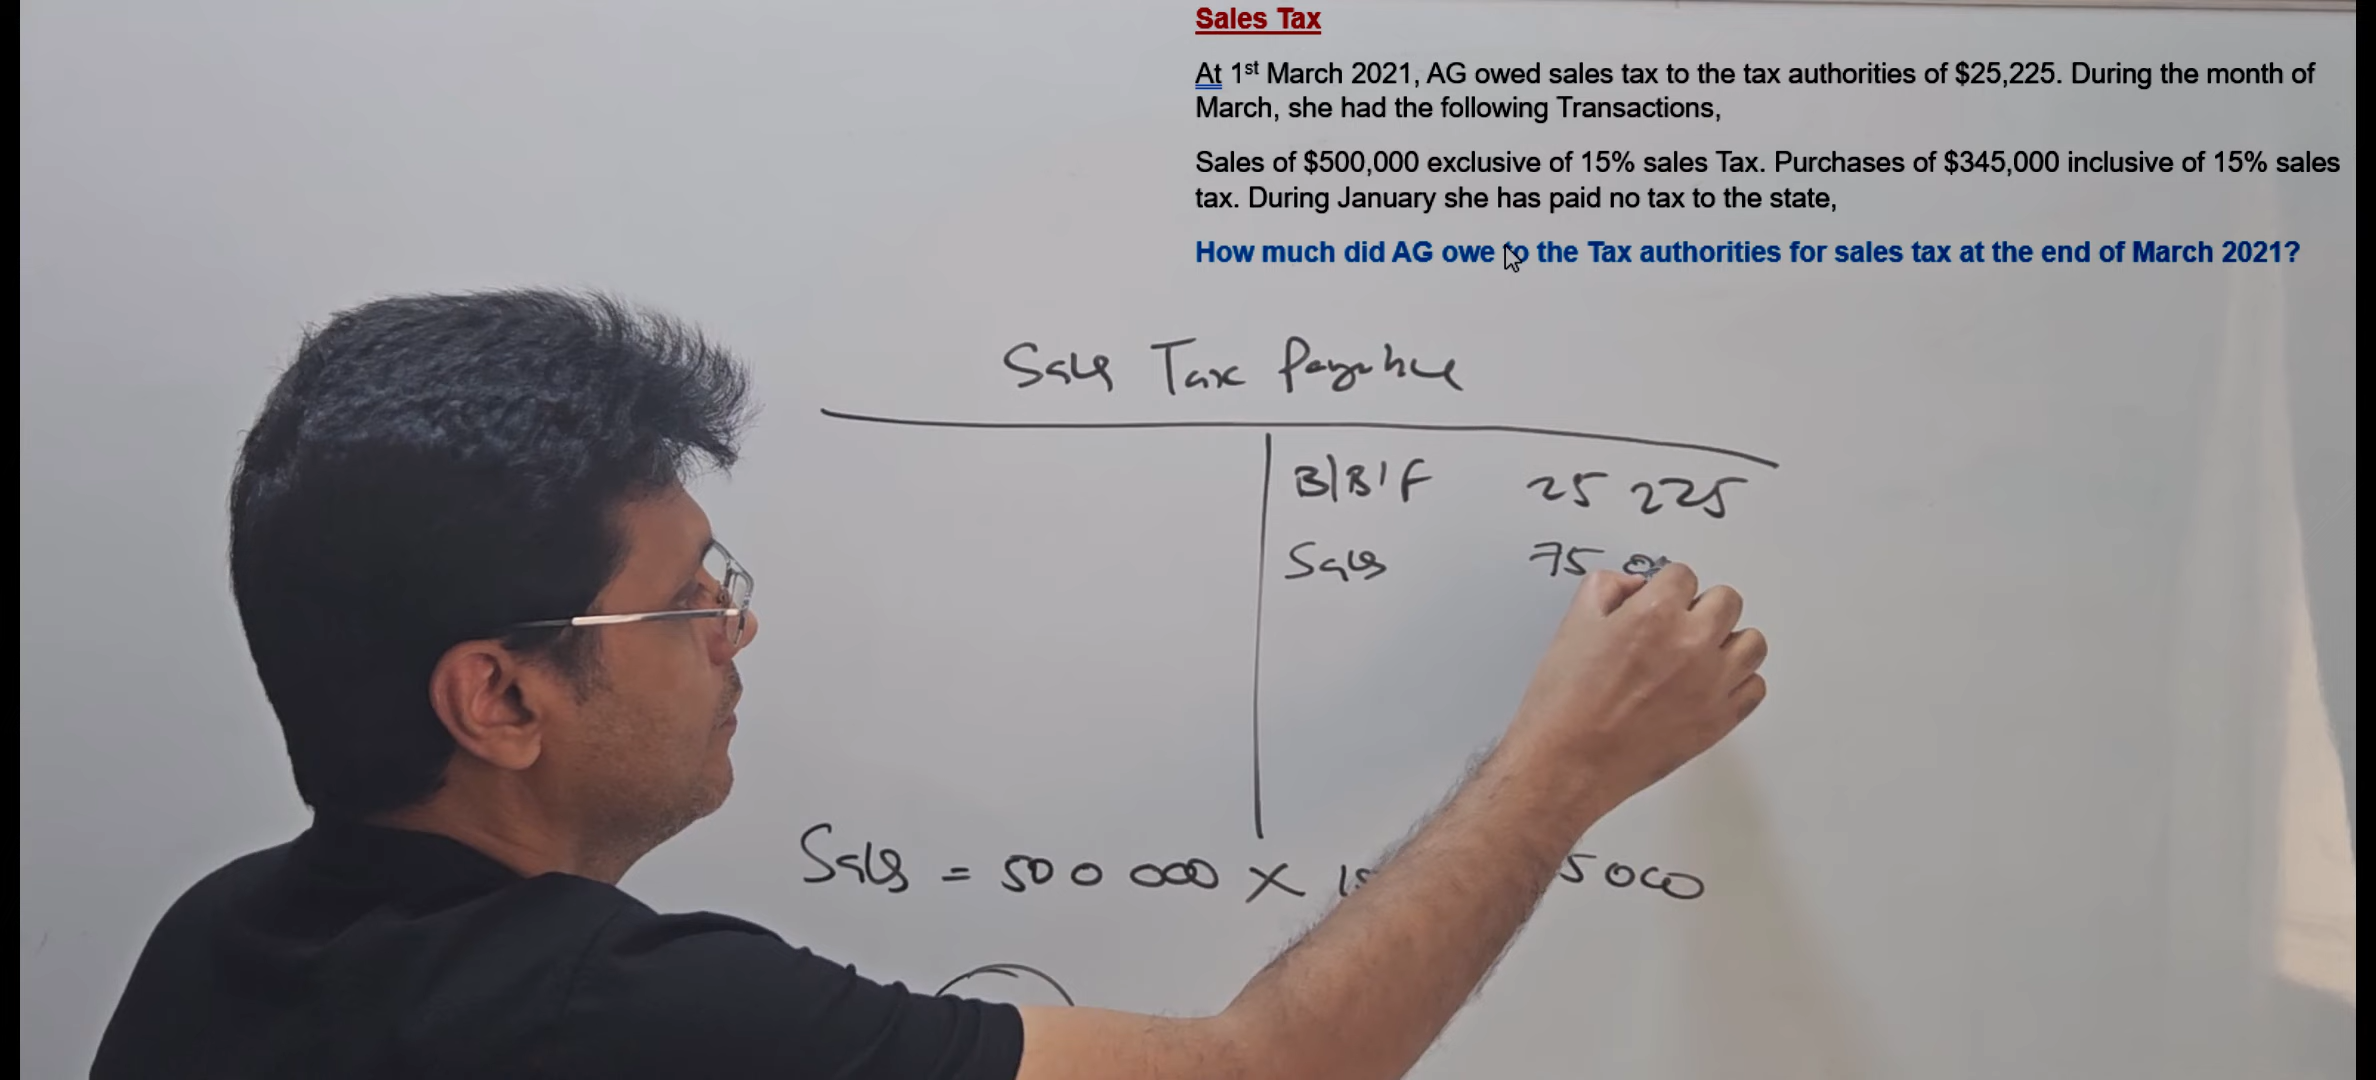 Sales Tax
At 1st March 2021, AG owed sales tax to the tax authorities of $25,225. During the month of
March, she had the following Transactions,
Sales of $500,000 exclusive of 15% sales Tax. Purchases of $345,000 inclusive of 15% sales
tax. During January she has paid no tax to the state,
How much did AG owe to the Tax authorities for sales tax at the end of March 2021?
Sales Tax Payable
B/B/F 25 225
Sales 75
Sales = 500 000 X 15 5000